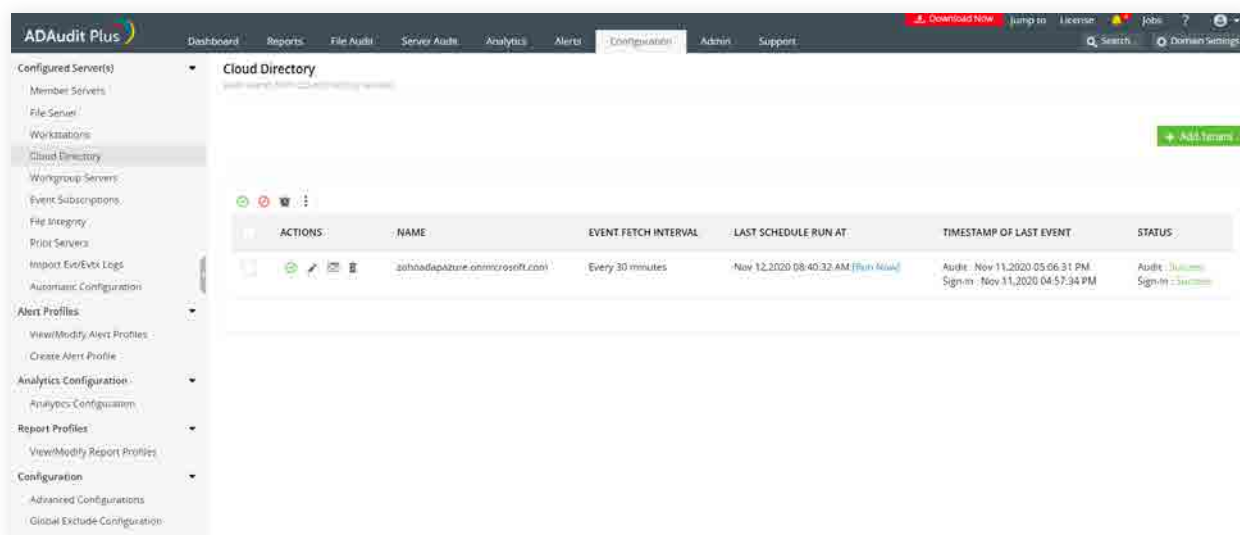 ADAudit Plus
Download Now Jump to License Jobs ?
Dashboard Reports File Audit Server Audit Analytics Alerts Configuration Admin Support
Search Domain Settings
Configured Server(s)
Member Servers
File Server
Workstations
Cloud Directory
Workgroup Servers
Event Subscriptions
File Integrity
Print Servers
Import Evt/Evtx Logs
Automatic Configuration
Alert Profiles
View/Modify Alert Profiles
Create Alert Profile
Analytics Configuration
Analytics Configuration
Report Profiles
View/Modify Report Profiles
Configuration
Advanced Configurations
Global Exclude Configuration
Cloud Directory
+ Add Tenant
ACTIONS NAME EVENT FETCH INTERVAL LAST SCHEDULE RUN AT TIMESTAMP OF LAST EVENT STATUS
zohoadapazure.onmicrosoft.com Every 30 minutes Nov 12,2020 08:40:32 AM [Run Now] Audit : Nov 11,2020 05:06:31 PM Audit : Success
Sign-in : Nov 11,2020 04:57:34 PM Sign-in : Success